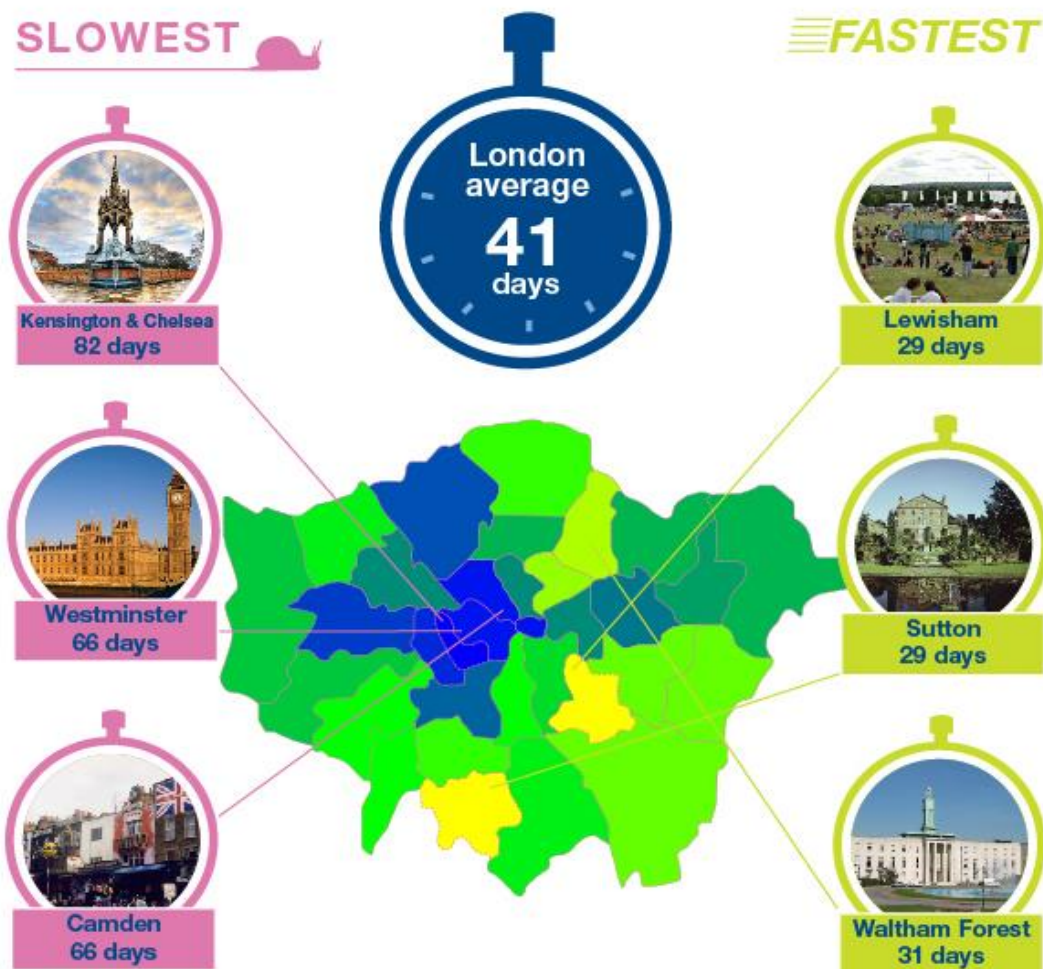 SLOWEST
FASTEST
London
average
41
days
Kensington & Chelsea
82 days
Lewisham
29 days
Westminster
66 days
Sutton
29 days
Camden
66 days
Waltham Forest
31 days